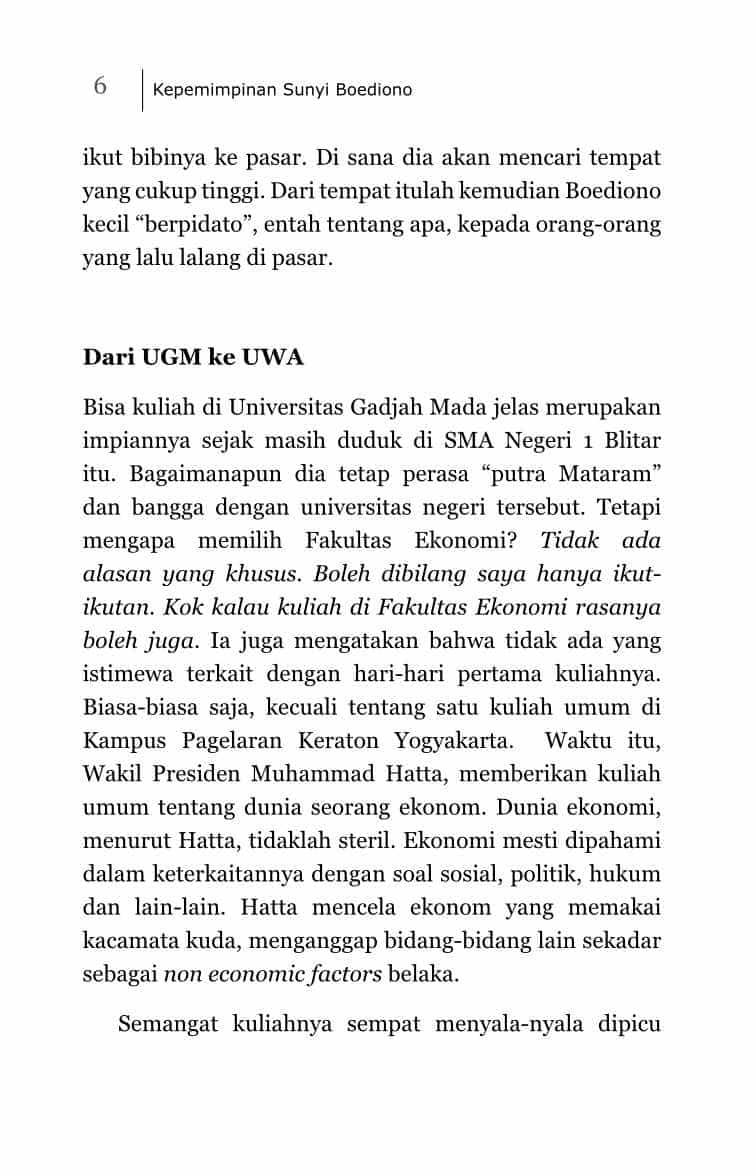 6
Kepemimpinan Sunyi Boediono
ikut bibinya ke pasar. Di sana dia akan mencari tempat
yang cukup tinggi. Dari tempat itulah kemudian Boediono
kecil “berpidato”, entah tentang apa, kepada orang-orang
yang lalu lalang di pasar.
Dari UGM ke UWA
Bisa kuliah di Universitas Gadjah Mada jelas merupakan
impiannya sejak masih duduk di SMA Negeri 1 Blitar
itu. Bagaimanapun dia tetap perasa “putra Mataram”
dan bangga dengan universitas negeri tersebut. Tetapi
mengapa memilih Fakultas Ekonomi? Tidak ada
alasan yang khusus. Boleh dibilang saya hanya ikut-
ikutan. Kok kalau kuliah di Fakultas Ekonomi rasanya
boleh juga. Ia juga mengatakan bahwa tidak ada yang
istimewa terkait dengan hari-hari pertama kuliahnya.
Biasa-biasa saja, kecuali tentang satu kuliah umum di
Kampus Pagelaran Keraton Yogyakarta. Waktu itu,
Wakil Presiden Muhammad Hatta, memberikan kuliah
umum tentang dunia seorang ekonom. Dunia ekonomi,
menurut Hatta, tidaklah steril. Ekonomi mesti dipahami
dalam keterkaitannya dengan soal sosial, politik, hukum
dan lain-lain. Hatta mencela ekonom yang memakai
kacamata kuda, menganggap bidang-bidang lain sekadar
sebagai non economic factors belaka.
Semangat kuliahnya sempat menyala-nyala dipicu